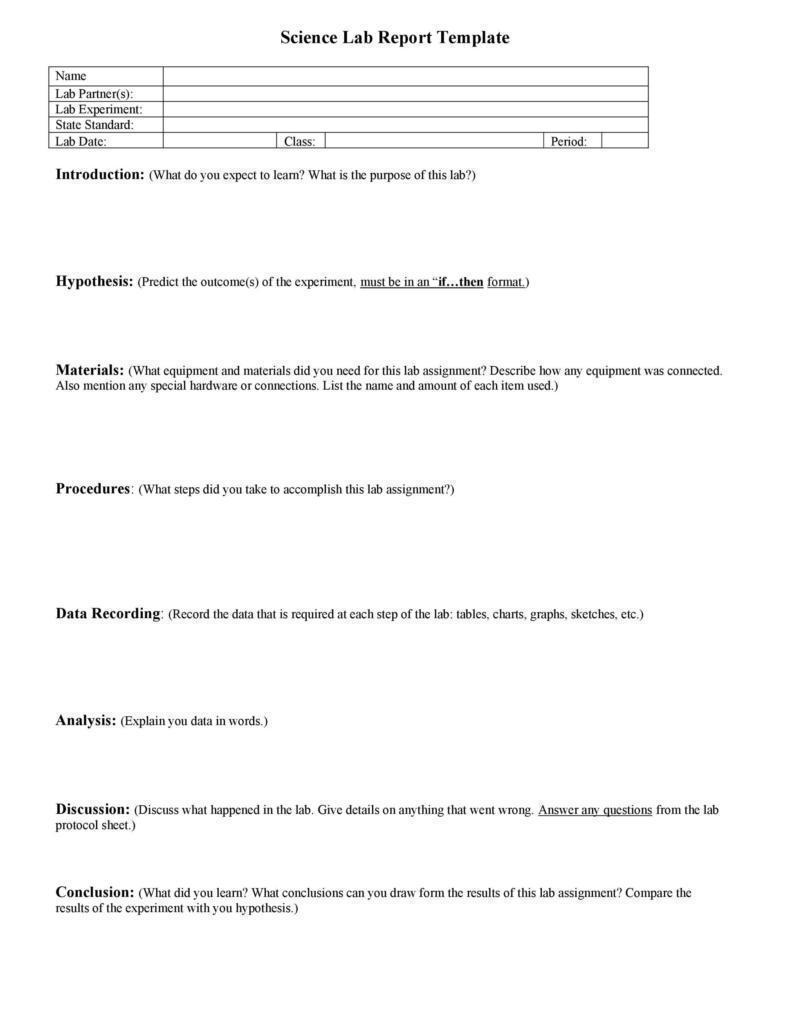 Science Lab Report Template
Name
Lab Partner(s):
Lab Experiment:
State Standard:
Lab Date: Class: Period:
Introduction: (What do you expect to learn? What is the purpose of this lab?)
Hypothesis: (Predict the outcome(s) of the experiment, must be in an “if…then format.)
Materials: (What equipment and materials did you need for this lab assignment? Describe how any equipment was connected.
Also mention any special hardware or connections. List the name and amount of each item used.)
Procedures: (What steps did you take to accomplish this lab assignment?)
Data Recording: (Record the data that is required at each step of the lab: tables, charts, graphs, sketches, etc.)
Analysis: (Explain you data in words.)
Discussion: (Discuss what happened in the lab. Give details on anything that went wrong. Answer any questions from the lab
protocol sheet.)
Conclusion: (What did you learn? What conclusions can you draw form the results of this lab assignment? Compare the
results of the experiment with you hypothesis.)